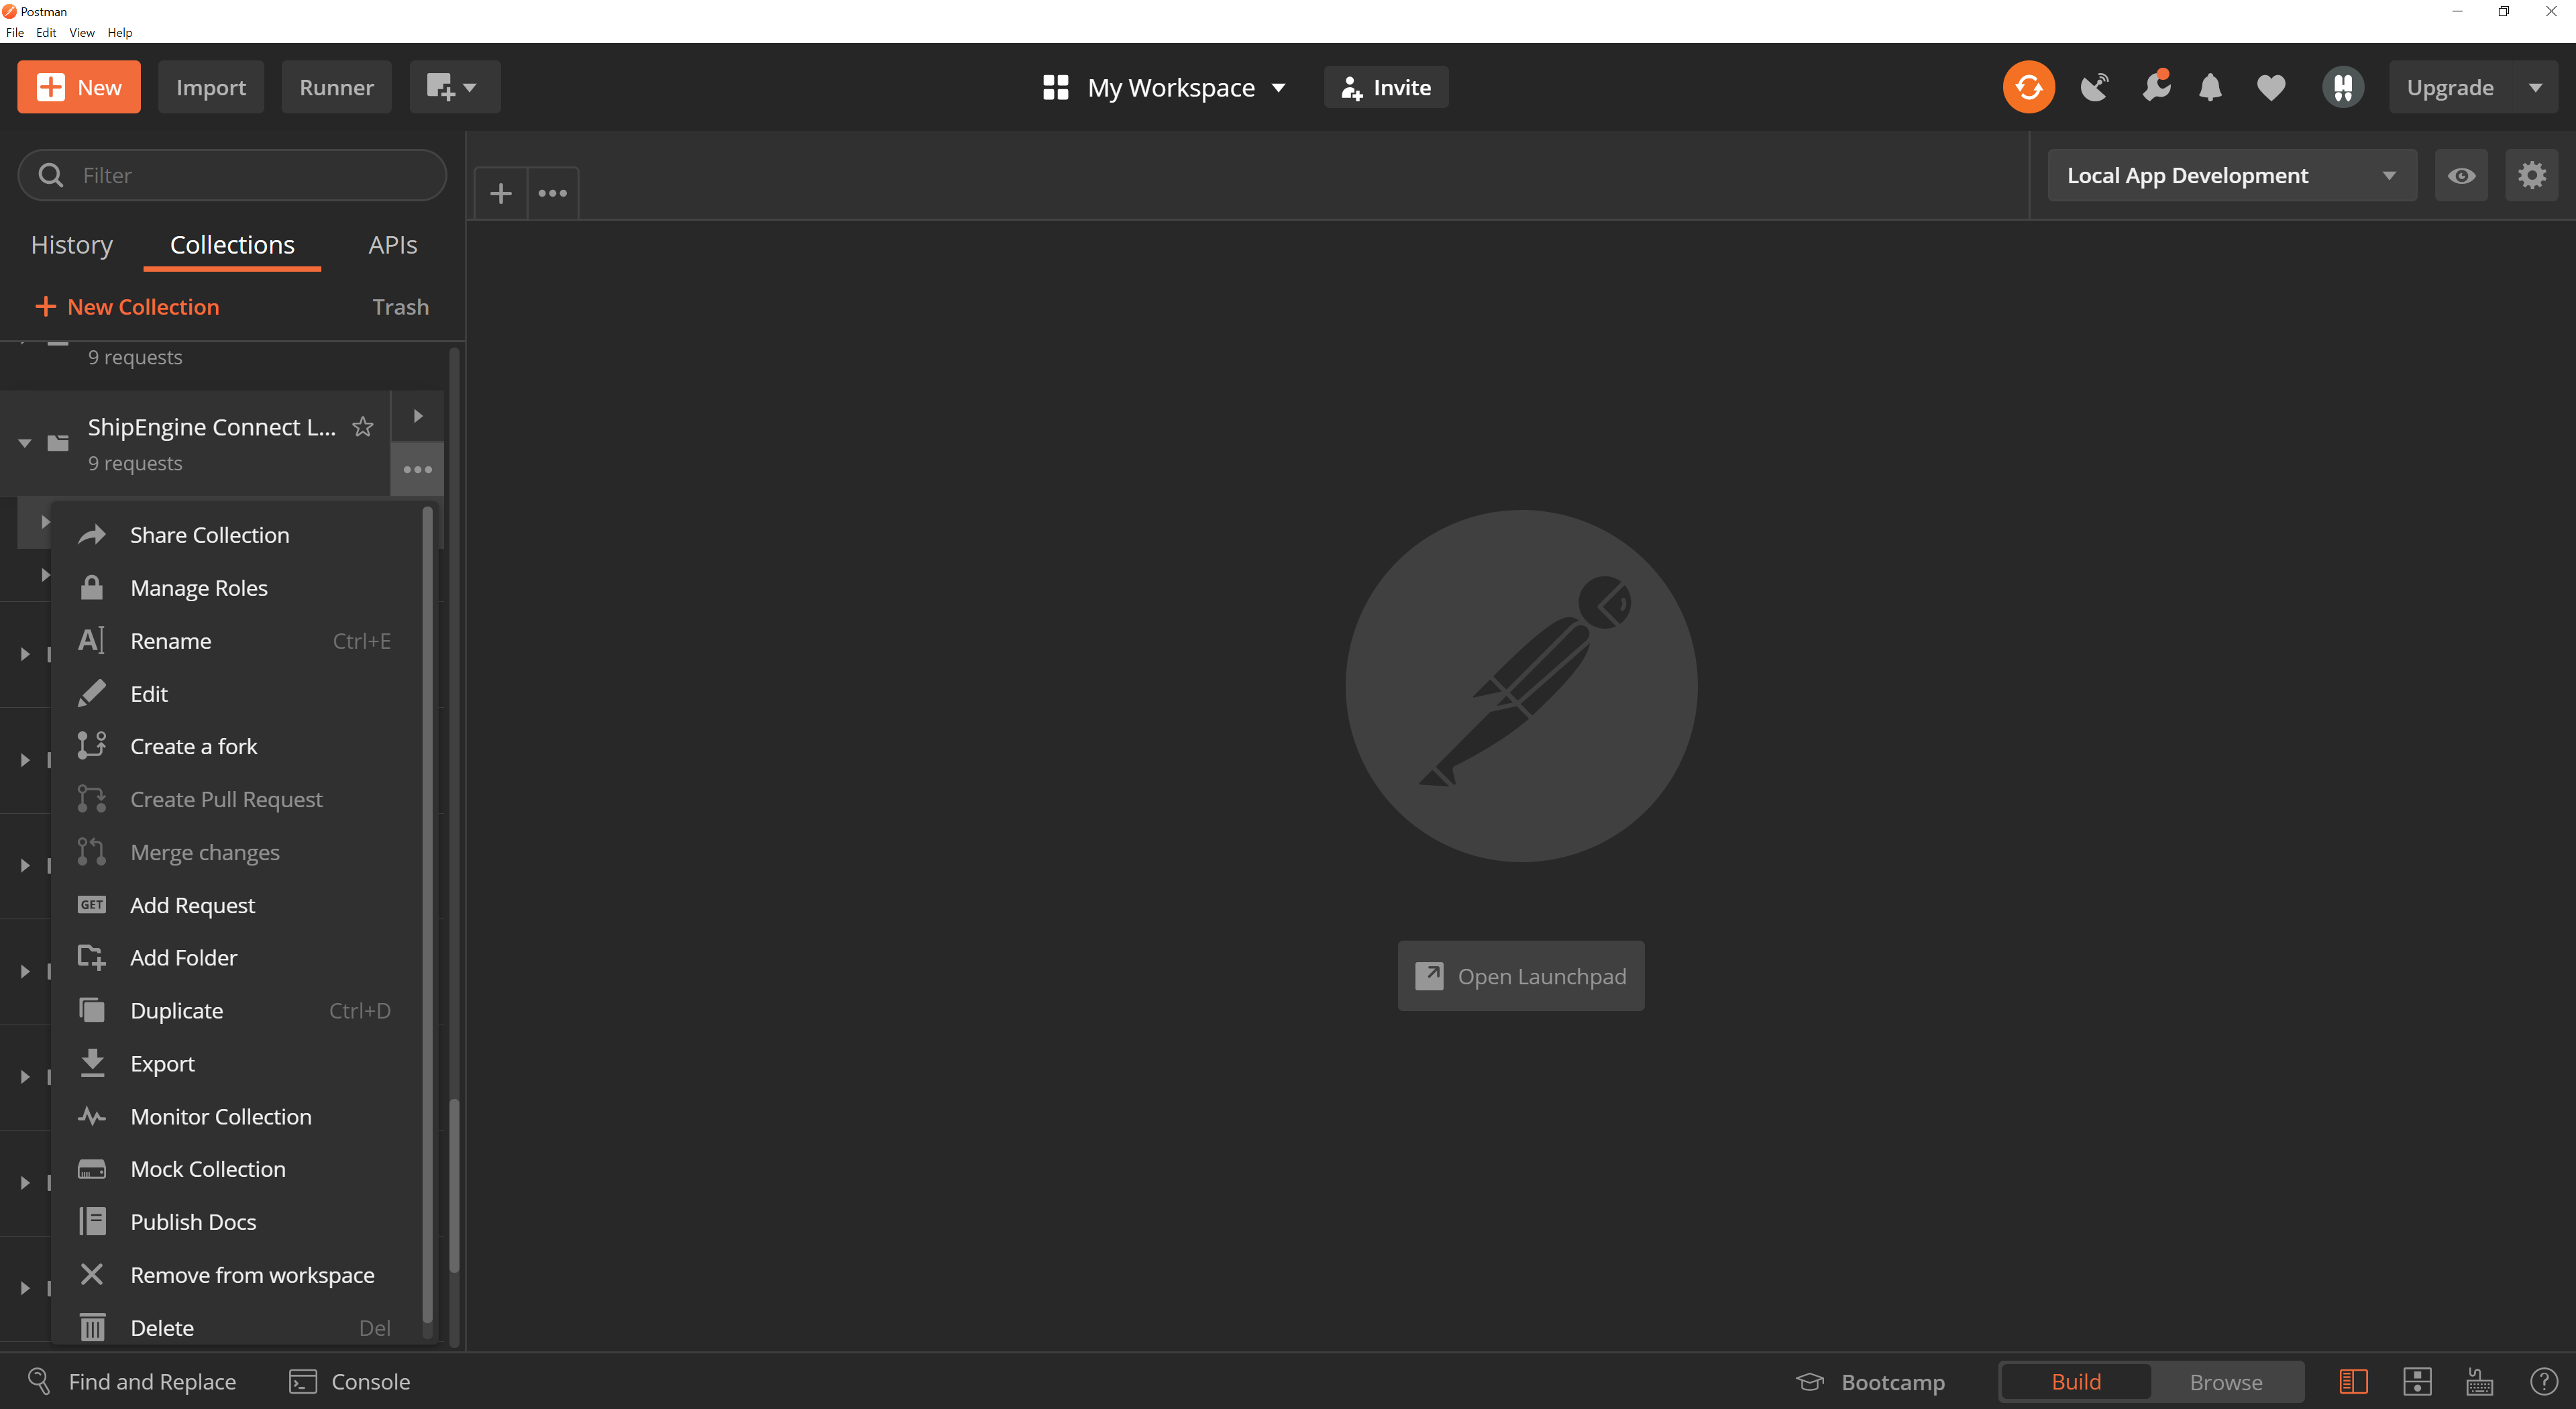 Postman
File Edit View Help
New Import Runner My Workspace Invite Upgrade
Filter
Local App Development
History Collections APIs
New Collection Trash
9 requests
ShipEngine Connect L...
9 requests
Share Collection
Manage Roles
Rename Ctrl+E
Edit
Create a fork
Create Pull Request
Merge changes
GET Add Request
Add Folder
Duplicate Ctrl+D
Export
Monitor Collection
Mock Collection
Publish Docs
Remove from workspace
Delete Del
Open Launchpad
Find and Replace Console Bootcamp Build Browse